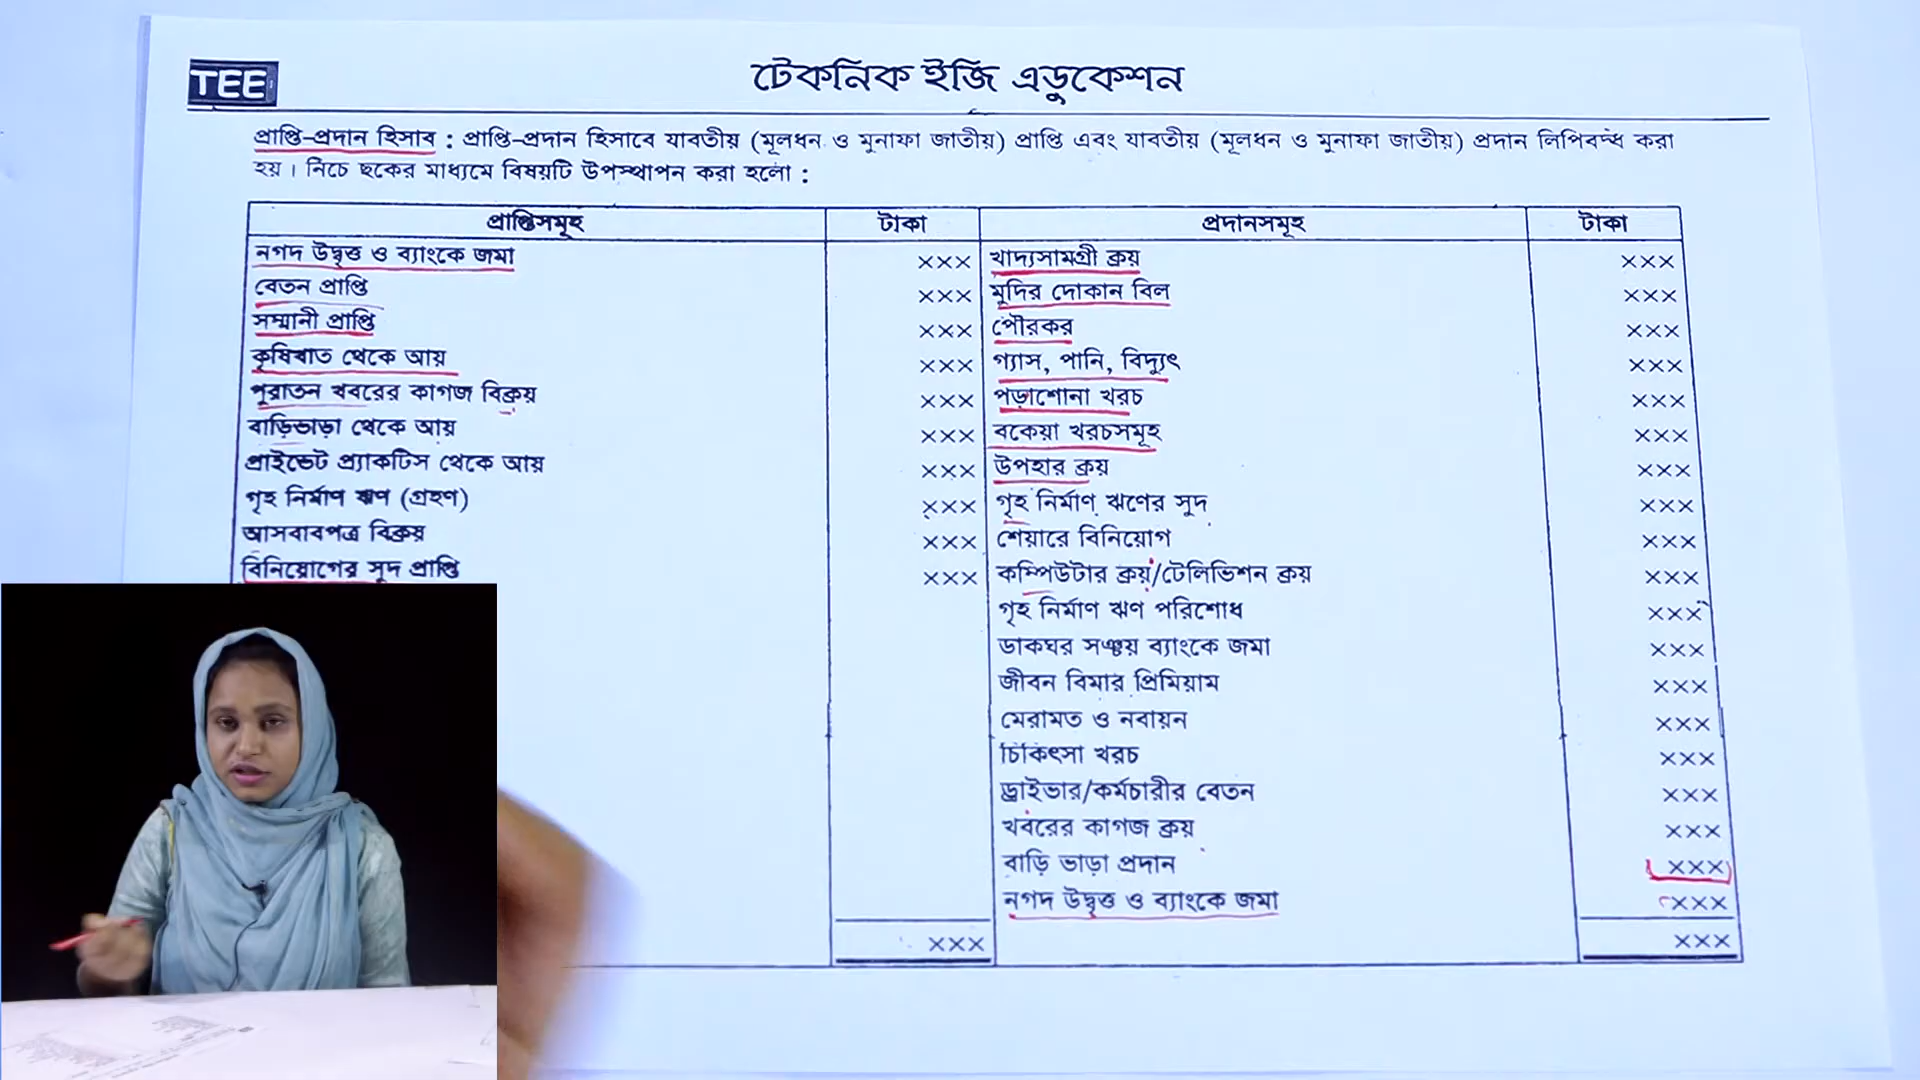 TEE
টেকনিক ইজি এডুকেশন
প্রাপ্তি-প্রদান হিসাব : প্রাপ্তি-প্রদান হিসাবে যাবতীয় (মূলধন ও মুনাফা জাতীয়) প্রাপ্তি এবং যাবতীয় (মূলধন ও মুনাফা জাতীয়) প্রদান লিপিবদ্ধ করা
হয়। নিচে ছকের মাধ্যমে বিষয়টি উপস্থাপন করা হলো :
প্রাপ্তিসমূহ টাকা প্রদানসমূহ টাকা
নগদ উদ্বৃত্ত ও ব্যাংকে জমা ××× খাদ্যসামগ্রী ক্রয় ×××
বেতন প্রাপ্তি ××× মুদির দোকান বিল ×××
সম্মানী প্রাপ্তি ××× পৌরকর ×××
কৃষিখাত থেকে আয় ××× গ্যাস, পানি, বিদ্যুৎ ×××
পুরাতন খবরের কাগজ বিক্রয় ××× পড়াশোনা খরচ ×××
বাড়িভাড়া থেকে আয় ××× বকেয়া খরচসমূহ ×××
প্রাইভেট প্র্যাকটিস থেকে আয় ××× উপহার ক্রয় ×××
গৃহ নির্মাণ ঋণ (গ্রহণ) ××× গৃহ নির্মাণ ঋণের সুদ ×××
আসবাবপত্র বিক্রয় ××× শেয়ারে বিনিয়োগ ×××
বিনিয়োগের সুদ প্রাপ্তি ××× কম্পিউটার ক্রয়/টেলিভিশন ক্রয় ×××
গৃহ নির্মাণ ঋণ পরিশোধ ×××
ডাকঘর সঞ্চয় ব্যাংকে জমা ×××
জীবন বিমার প্রিমিয়াম ×××
মেরামত ও নবায়ন ×××
চিকিৎসা খরচ ×××
ড্রাইভার/কর্মচারীর বেতন ×××
খবরের কাগজ ক্রয় ×××
বাড়ি ভাড়া প্রদান ×××
নগদ উদ্বৃত্ত ও ব্যাংকে জমা ×××
××× ×××